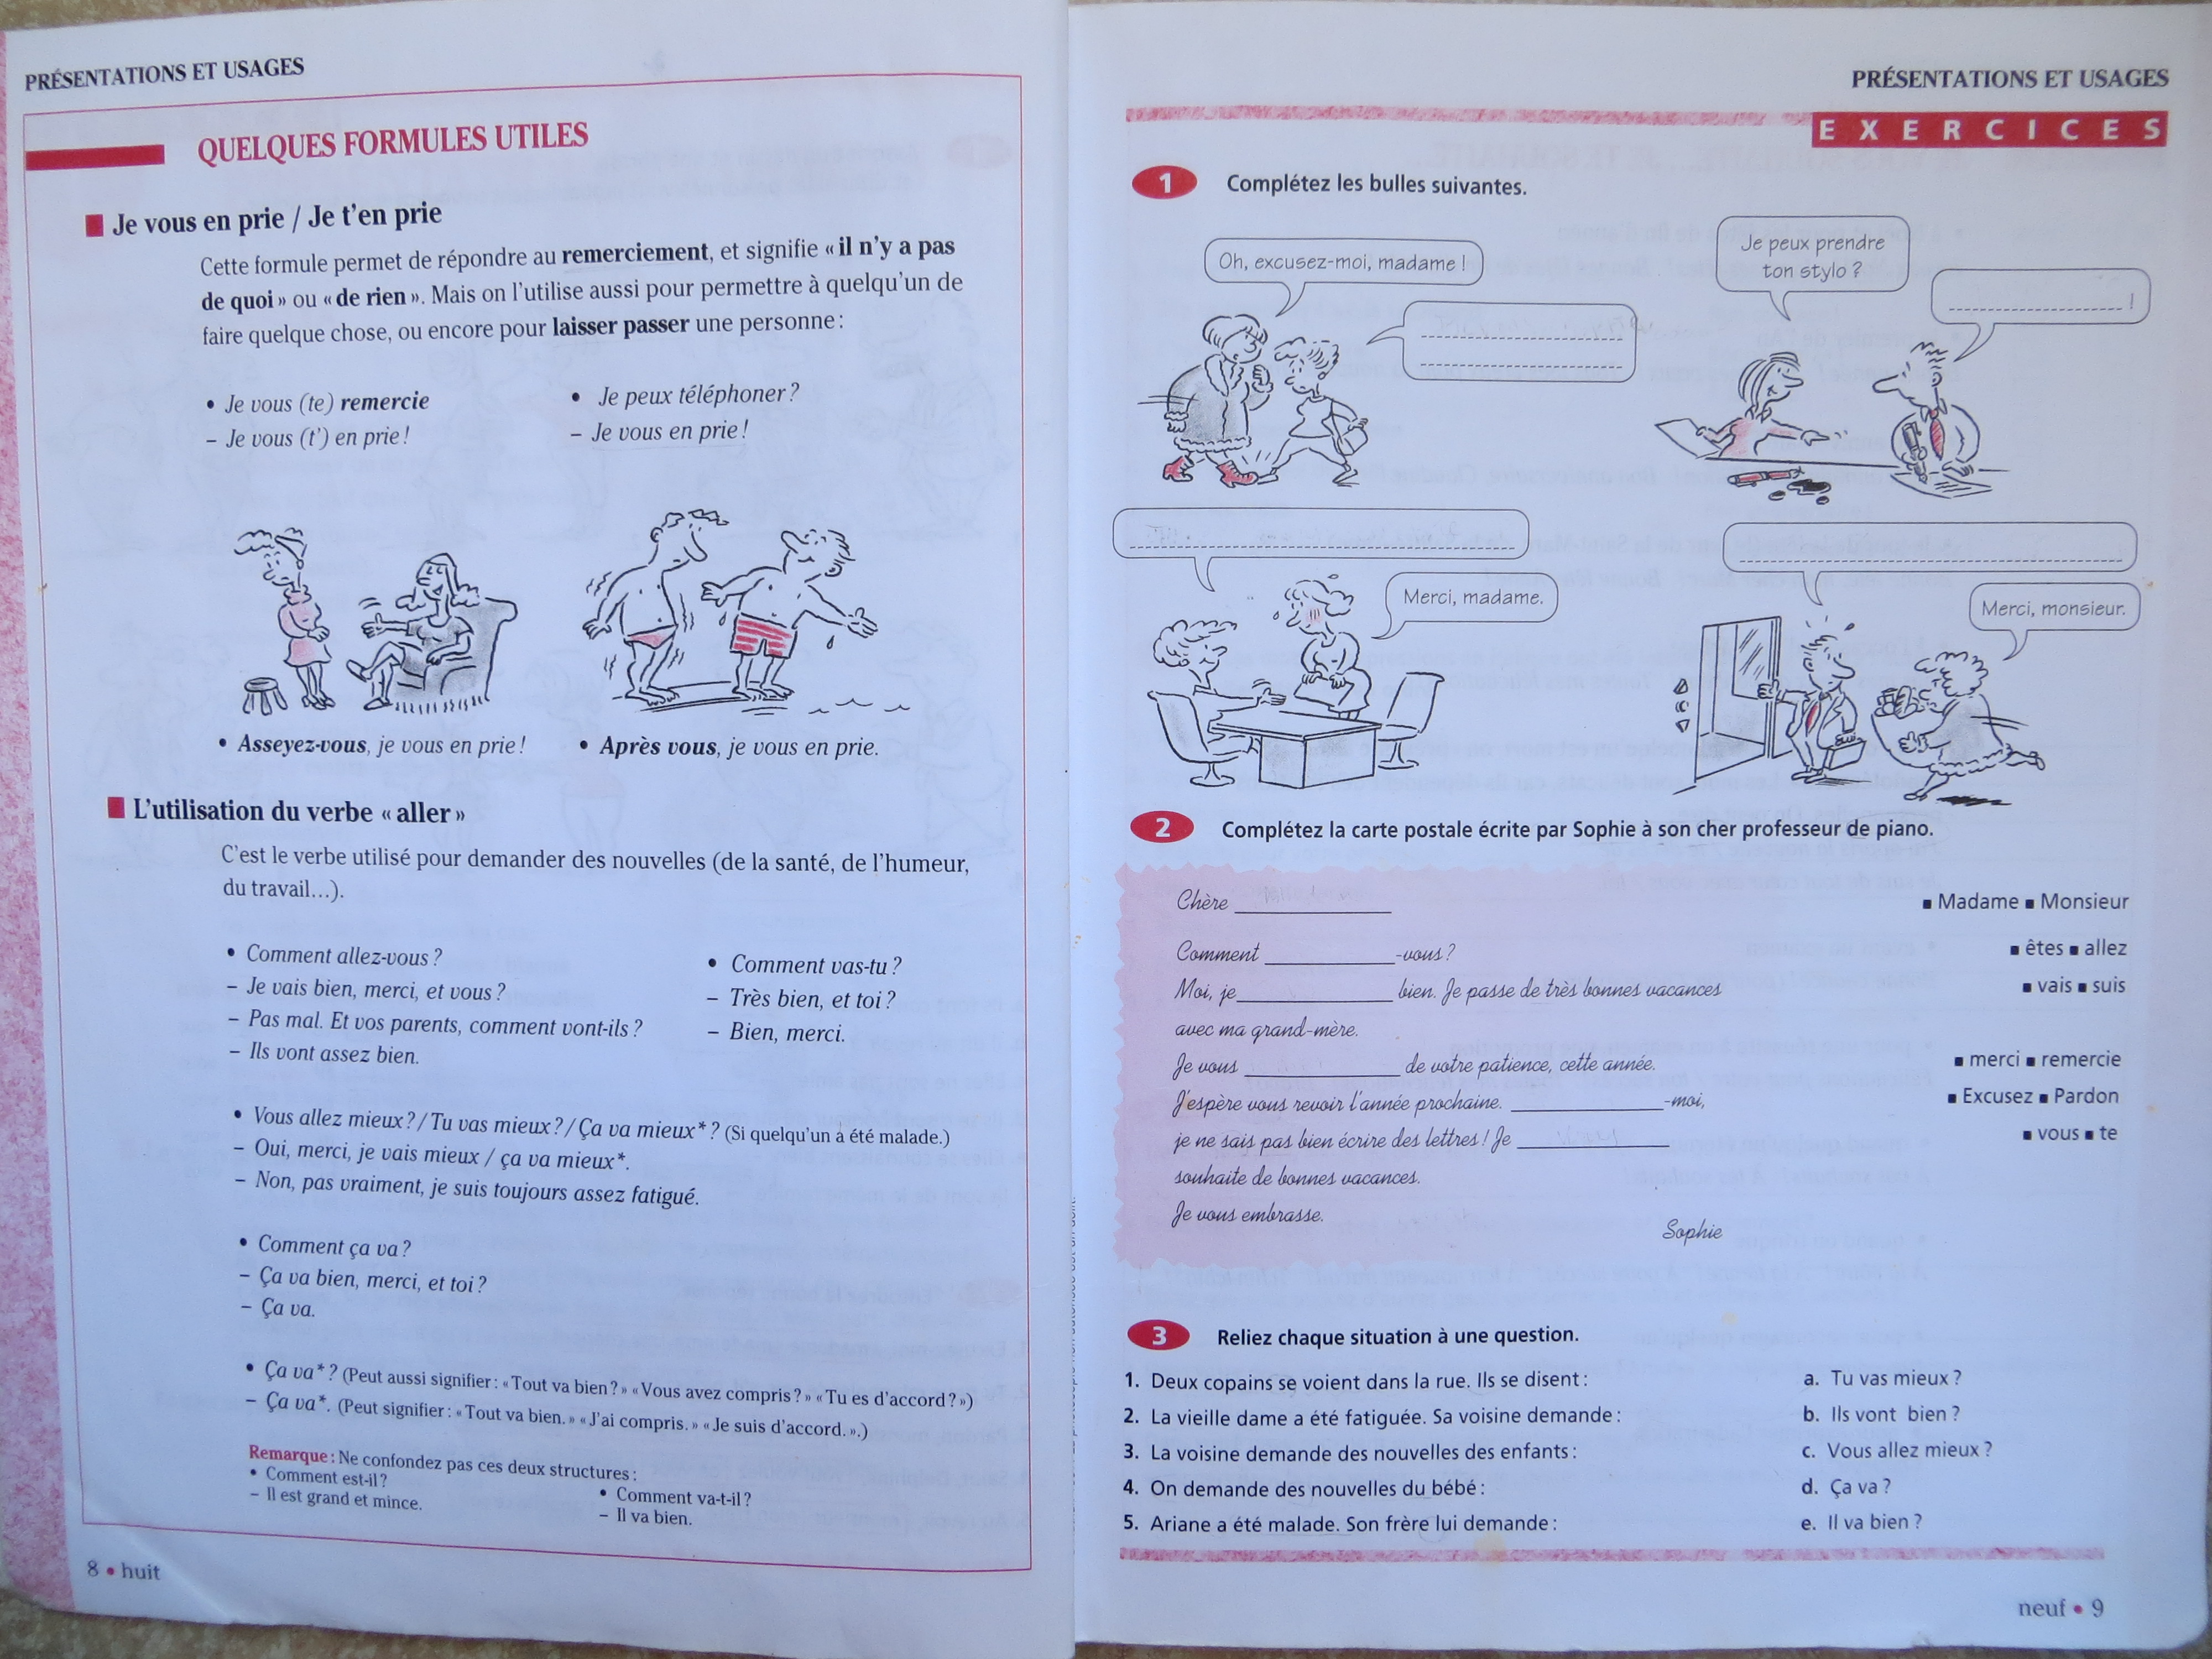 PRÉSENTATIONS ET USAGES
QUELQUES FORMULES UTILES
Je vous en prie / Je t'en prie
Cette formule permet de répondre au remerciement, et signifie « il n'y a pas
de quoi » ou « de rien ». Mais on l'utilise aussi pour permettre à quelqu'un de
faire quelque chose, ou encore pour laisser passer une personne :
• Je vous (te) remercie
– Je vous (t') en prie !
• Je peux téléphoner ?
– Je vous en prie !
• Asseyez-vous, je vous en prie !
• Après vous, je vous en prie.
L'utilisation du verbe « aller »
C'est le verbe utilisé pour demander des nouvelles (de la santé, de l'humeur,
du travail...).
• Comment allez-vous ?
– Je vais bien, merci, et vous ?
– Pas mal. Et vos parents, comment vont-ils ?
– Ils vont assez bien.
• Comment vas-tu ?
– Très bien, et toi ?
– Bien, merci.
• Vous allez mieux ? / Tu vas mieux ? / Ça va mieux* ? (Si quelqu'un a été malade.)
– Oui, merci, je vais mieux / ça va mieux*.
– Non, pas vraiment, je suis toujours assez fatigué.
• Comment ça va ?
– Ça va bien, merci, et toi ?
– Ça va.
• Ça va* ? (Peut aussi signifier : « Tout va bien ? » « Vous avez compris ? » « Tu es d'accord ? »)
– Ça va*. (Peut signifier : « Tout va bien. » « J'ai compris. » « Je suis d'accord. ».)
Remarque : Ne confondez pas ces deux structures :
• Comment est-il ?
– Il est grand et mince.
• Comment va-t-il ?
– Il va bien.
8 • huit
PRÉSENTATIONS ET USAGES
EXERCICES
1 Complétez les bulles suivantes.
Oh, excusez-moi, madame !
Je peux prendre
ton stylo ?
!
Merci, madame.
Merci, monsieur.
2 Complétez la carte postale écrite par Sophie à son cher professeur de piano.
Chère ____________ ■ Madame ■ Monsieur
Comment ____________ -vous ? ■ êtes ■ allez
Moi, je ____________ bien. Je passe de très bonnes vacances ■ vais ■ suis
avec ma grand-mère.
Je vous ____________ de votre patience, cette année. ■ merci ■ remercie
J'espère vous revoir l'année prochaine. ____________ -moi, ■ Excusez ■ Pardon
je ne sais pas bien écrire des lettres ! Je ____________ ■ vous ■ te
souhaite de bonnes vacances.
Je vous embrasse.
Sophie
3 Reliez chaque situation à une question.
1. Deux copains se voient dans la rue. Ils se disent : a. Tu vas mieux ?
2. La vieille dame a été fatiguée. Sa voisine demande : b. Ils vont bien ?
3. La voisine demande des nouvelles des enfants : c. Vous allez mieux ?
4. On demande des nouvelles du bébé : d. Ça va ?
5. Ariane a été malade. Son frère lui demande : e. Il va bien ?
neuf • 9